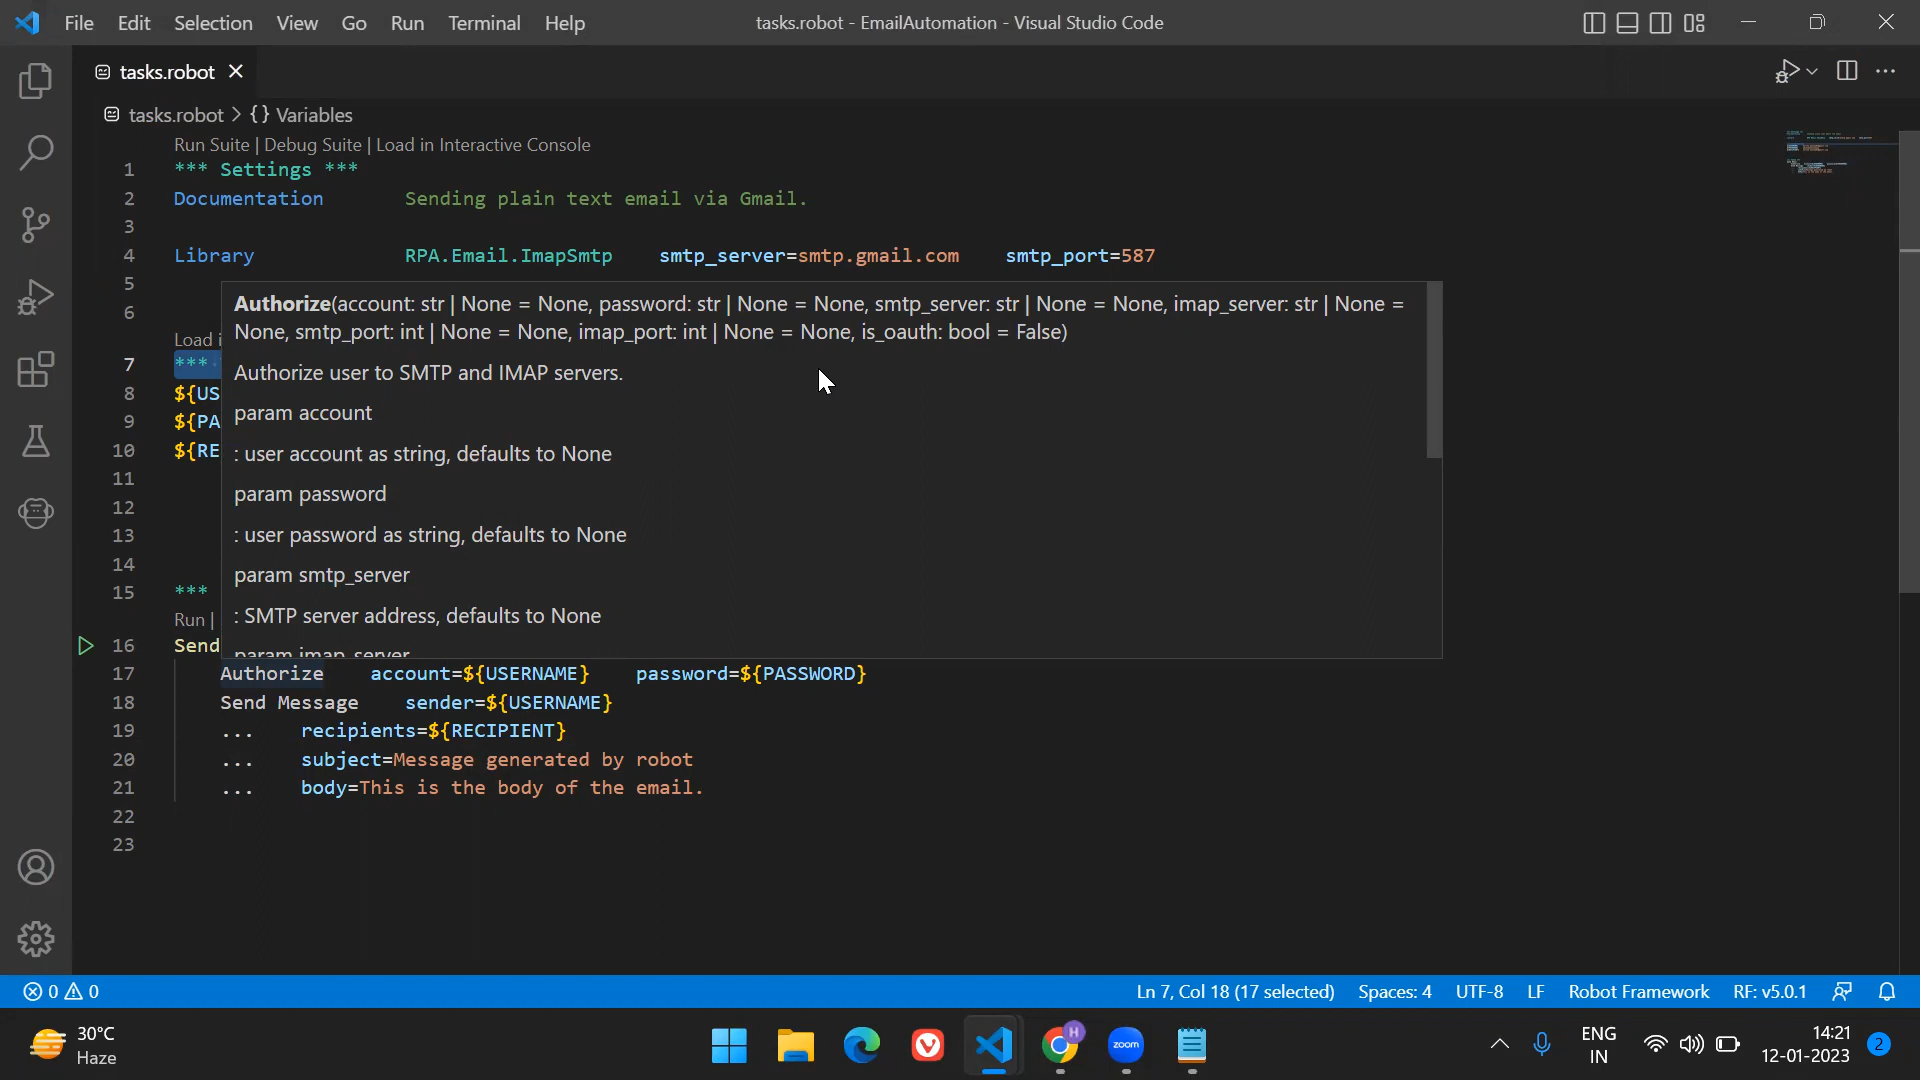 File Edit Selection View Go Run Terminal Help
tasks.robot - EmailAutomation - Visual Studio Code
tasks.robot
tasks.robot > {} Variables
Run Suite | Debug Suite | Load in Interactive Console
1 *** Settings ***
2 Documentation Sending plain text email via Gmail.
3
4 Library RPA.Email.ImapSmtp smtp_server=smtp.gmail.com smtp_port=587
5
6
Authorize(account: str | None = None, password: str | None = None, smtp_server: str | None = None, imap_server: str | None =
None, smtp_port: int | None = None, imap_port: int | None = None, is_oauth: bool = False)
Load i
7 ***
Authorize user to SMTP and IMAP servers.
8 ${US
param account
9 ${PA
10 ${RE
: user account as string, defaults to None
11
param password
12
: user password as string, defaults to None
13
14
param smtp_server
15 ***
: SMTP server address, defaults to None
Run |
16 Send
param imap_server
17 Authorize account=${USERNAME} password=${PASSWORD}
18 Send Message sender=${USERNAME}
19 ... recipients=${RECIPIENT}
20 ... subject=Message generated by robot
21 ... body=This is the body of the email.
22
23
0 0
Ln 7, Col 18 (17 selected) Spaces: 4 UTF-8 LF Robot Framework RF: v5.0.1
30°C
Haze
H
zoom
ENG
IN
14:21
12-01-2023
2